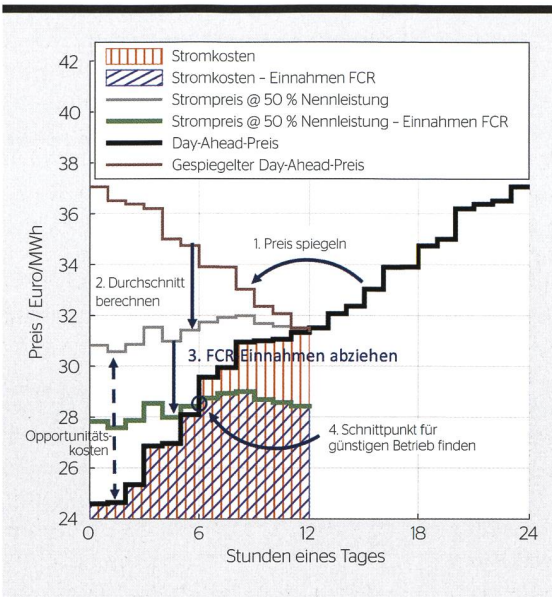 Stromkosten
Stromkosten – Einnahmen FCR
Strompreis @ 50 % Nennleistung
Strompreis @ 50 % Nennleistung – Einnahmen FCR
Day-Ahead-Preis
Gespiegelter Day-Ahead-Preis
42
40
38
36
34
32
30
28
26
24
Preis / Euro/MWh
1. Preis spiegeln
2. Durchschnitt
berechnen
3. FCR Einnahmen abziehen
4. Schnittpunkt für
günstigen Betrieb finden
Opportunitäts-
kosten
0
6
12
18
24
Stunden eines Tages